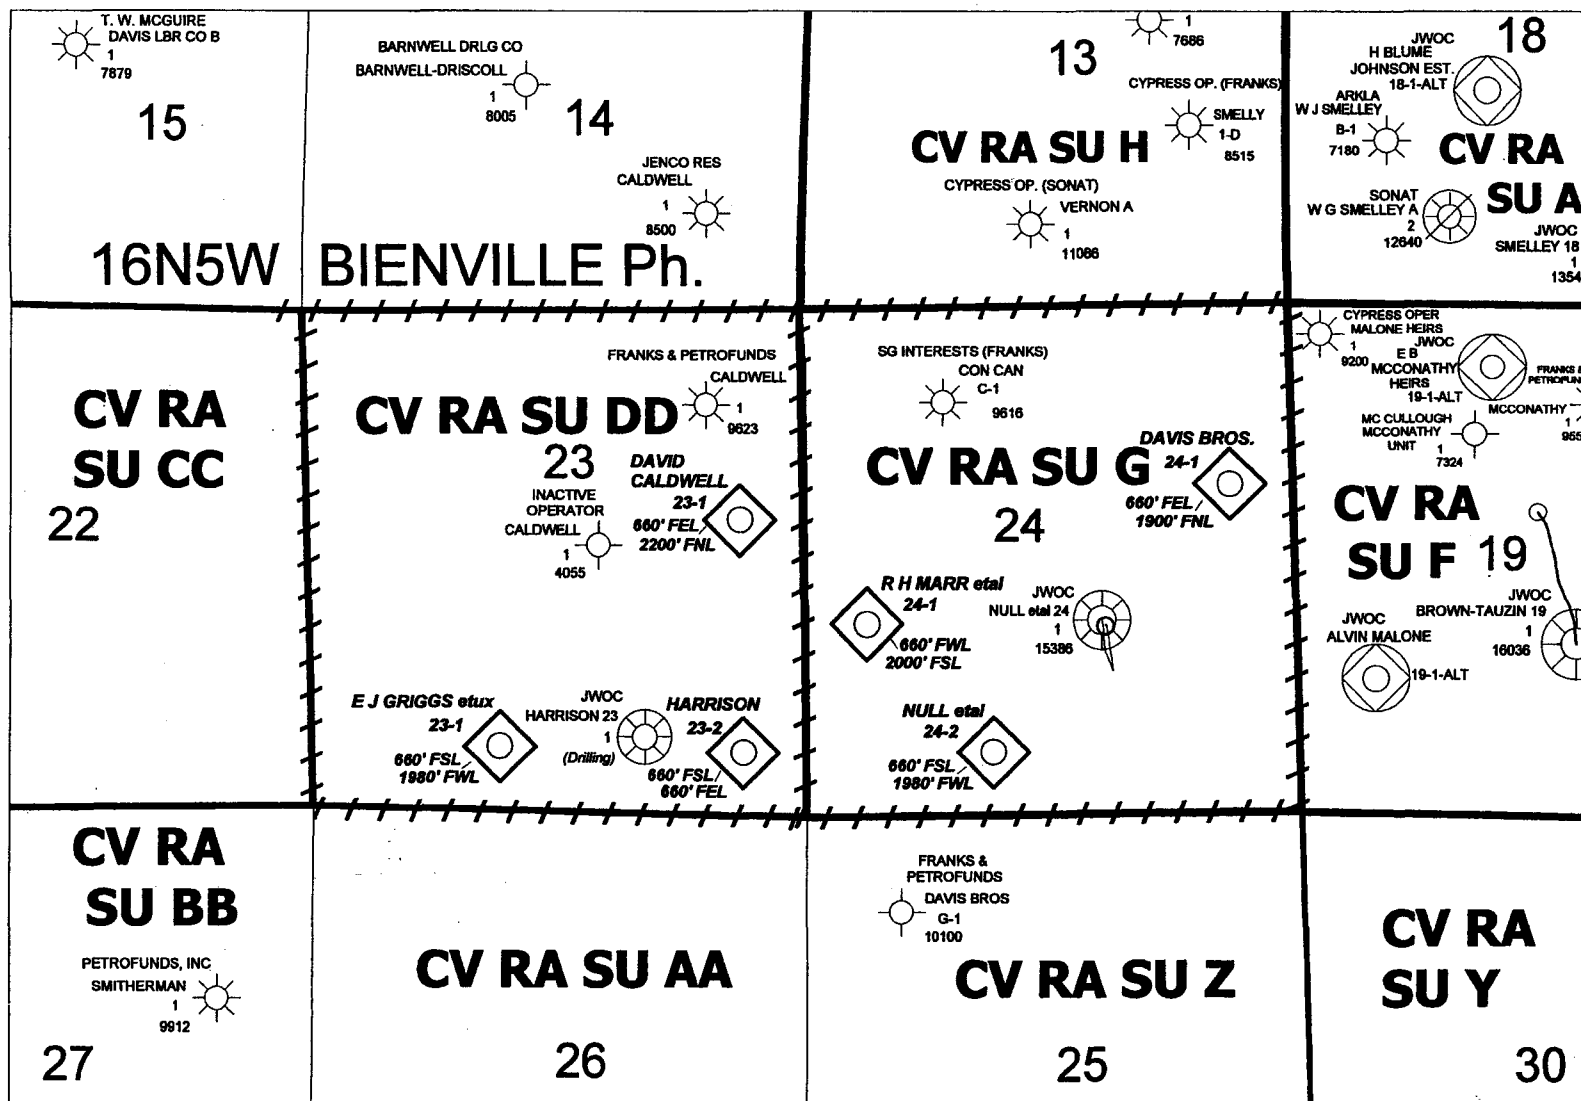 T. W. MCGUIRE
DAVIS LBR CO B
1
7879
15
BARNWELL DRLG CO
BARNWELL-DRISCOLL
1
8005
14
JENCO RES
CALDWELL
1
8500
16N5W
BIENVILLE Ph.
13
1
7686
CYPRESS OP. (FRANKS)
SMELLY
1-D
8515
CV RA SU H
CYPRESS OP. (SONAT)
VERNON A
1
11086
18
JWOC
H BLUME
JOHNSON EST.
18-1-ALT
ARKLA
W J SMELLEY
B-1
7180
CV RA
SU A
SONAT
W G SMELLEY A
2
12640
JWOC
SMELLEY 18
1
1354
CV RA
SU CC
22
FRANKS & PETROFUNDS
CALDWELL
1
9623
CV RA SU DD
23
DAVID
CALDWELL
23-1
660' FEL
2200' FNL
INACTIVE
OPERATOR
CALDWELL
1
4055
E J GRIGGS etux
23-1
660' FSL
1980' FWL
JWOC
HARRISON 23
1
(Drilling)
HARRISON
23-2
660' FSL
660' FEL
SG INTERESTS (FRANKS)
CON CAN
C-1
9616
CV RA SU G
24
DAVIS BROS.
24-1
660' FEL
1900' FNL
R H MARR etal
24-1
660' FWL
2000' FSL
JWOC
NULL etal 24
1
15386
NULL etal
24-2
660' FSL
1980' FWL
CYPRESS OPER
MALONE HEIRS
1
9200
JWOC
E B
MCCONATHY
HEIRS
19-1-ALT
FRANKS &
PETROFUN
MCCONATHY
1
955
MC CULLOUGH
MCCONATHY
UNIT
1
7324
CV RA
SU F
19
JWOC
BROWN-TAUZIN 19
1
16036
JWOC
ALVIN MALONE
19-1-ALT
CV RA
SU BB
PETROFUNDS, INC
SMITHERMAN
1
9912
27
CV RA SU AA
26
FRANKS &
PETROFUNDS
DAVIS BROS
G-1
10100
CV RA SU Z
25
CV RA
SU Y
30